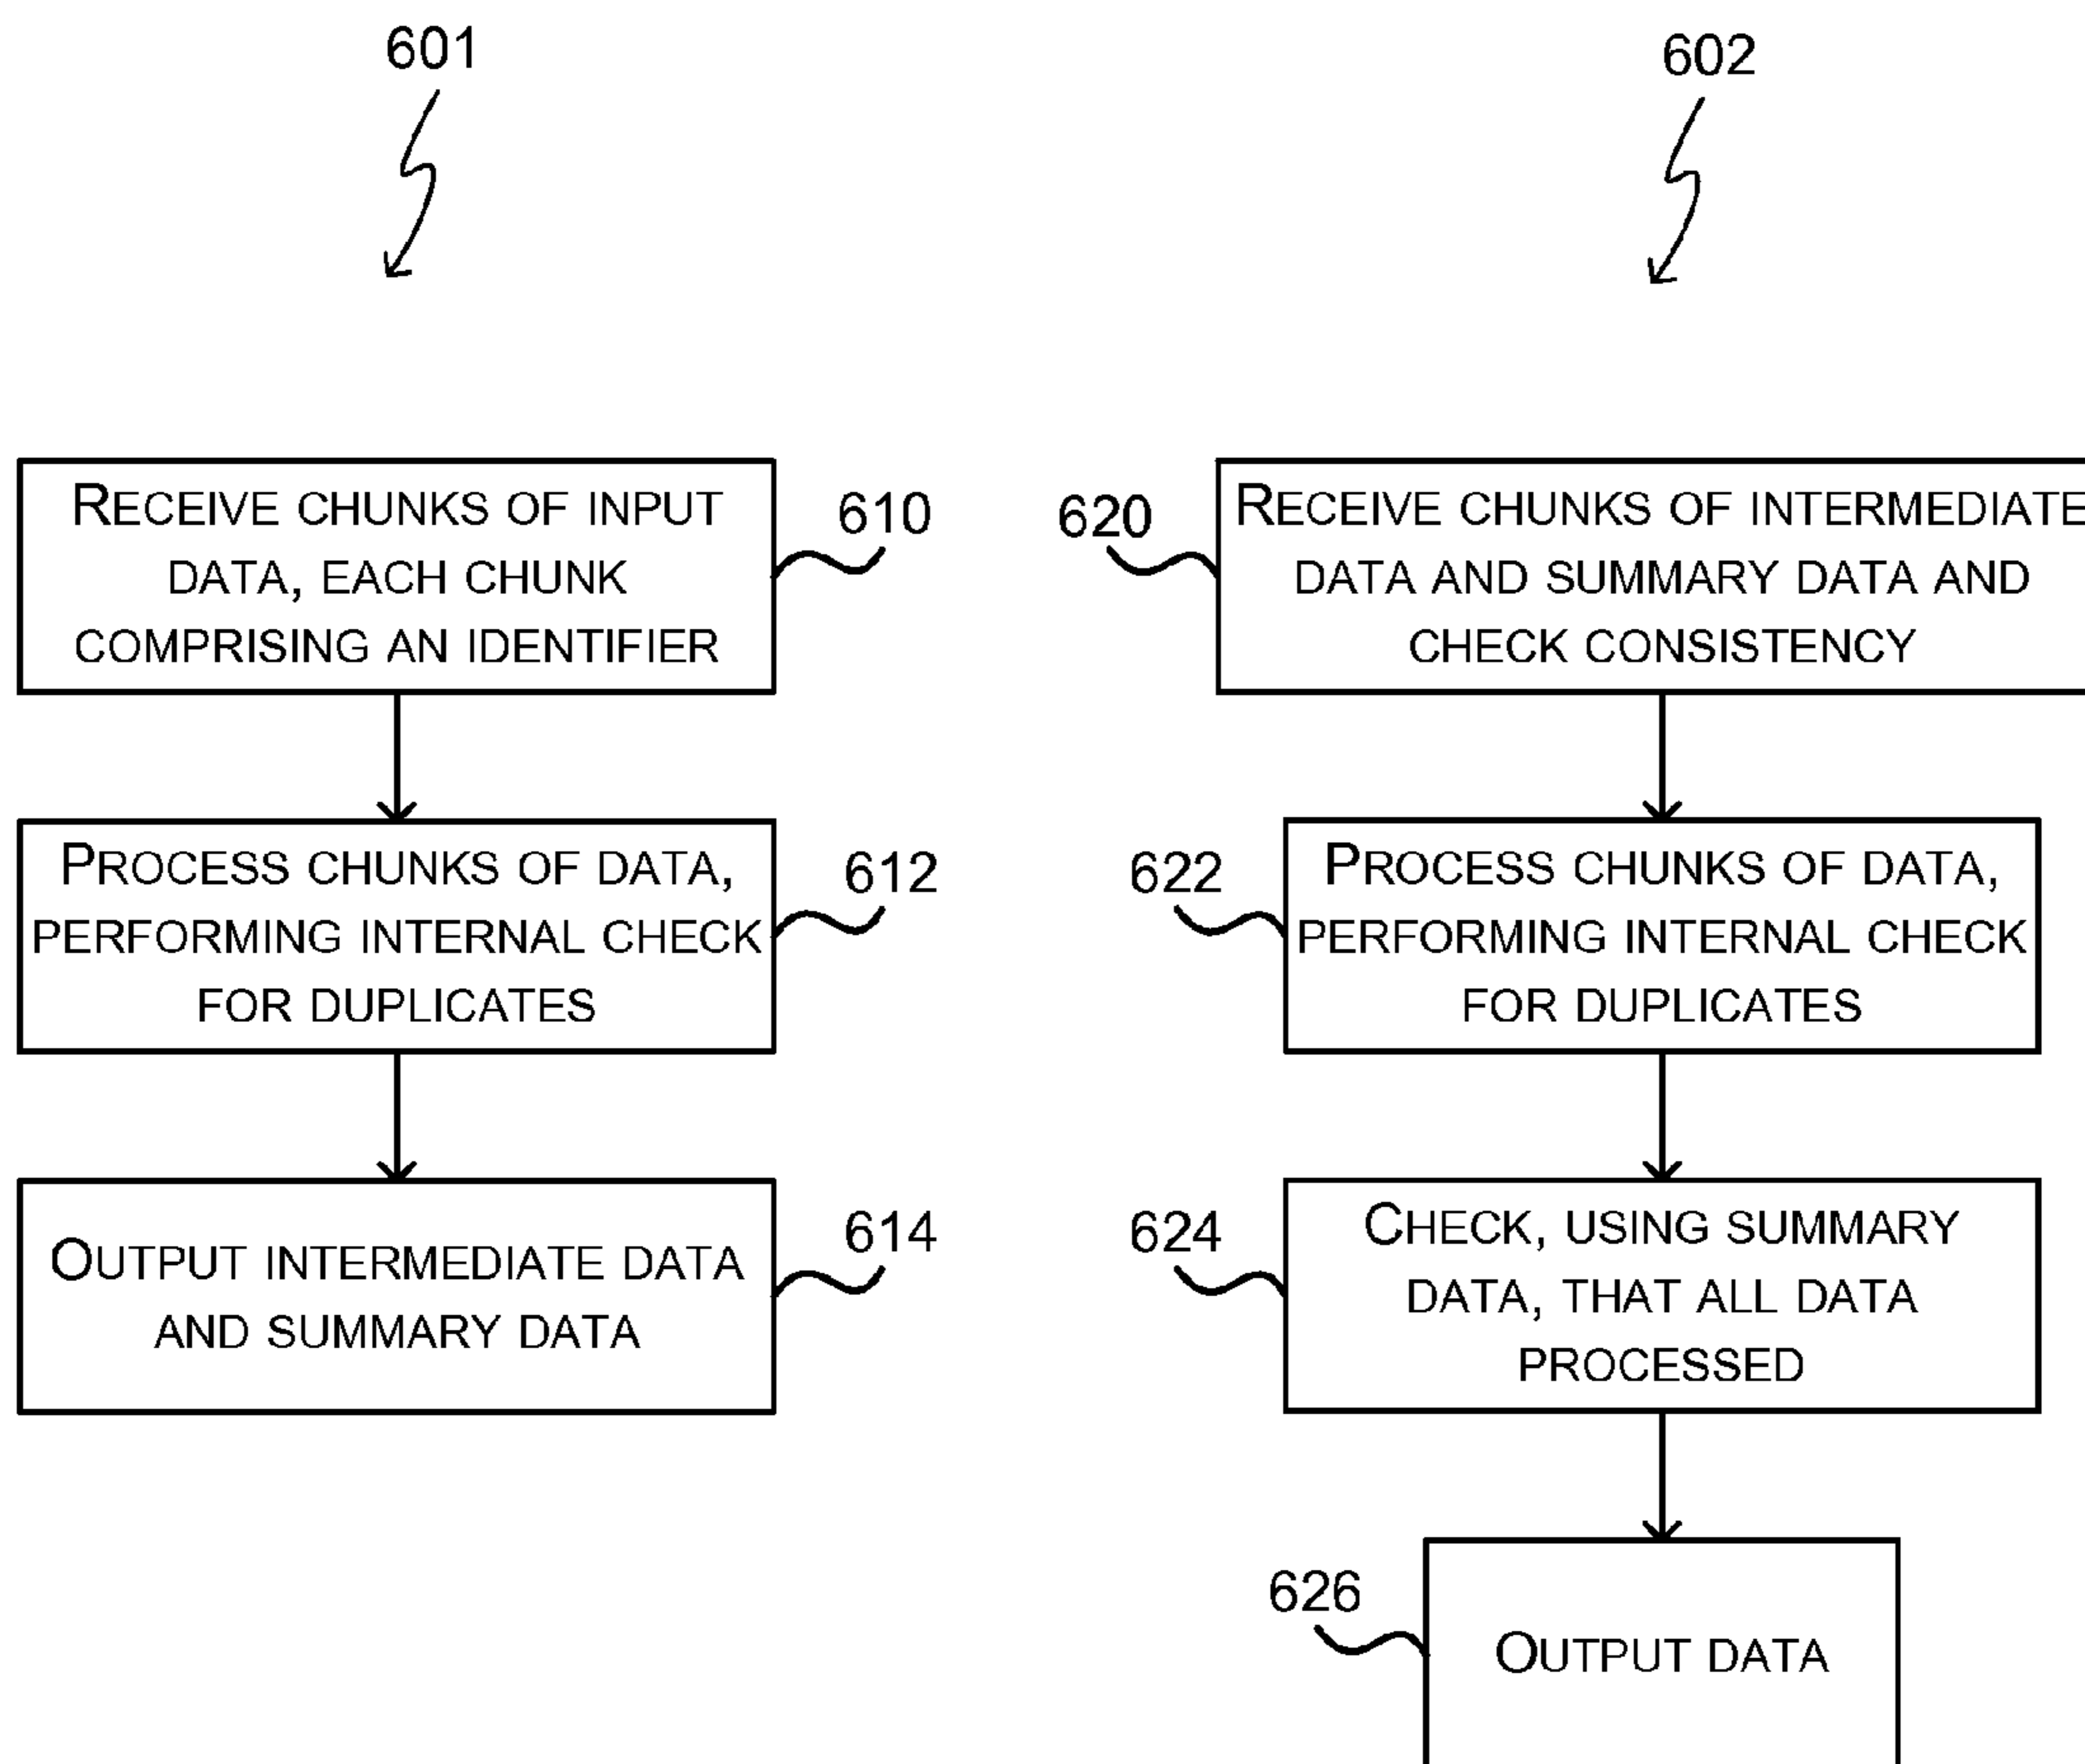 601
RECEIVE CHUNKS OF INPUT
DATA, EACH CHUNK
COMPRISING AN IDENTIFIER
610
PROCESS CHUNKS OF DATA,
PERFORMING INTERNAL CHECK
FOR DUPLICATES
612
OUTPUT INTERMEDIATE DATA
AND SUMMARY DATA
614
602
620
RECEIVE CHUNKS OF INTERMEDIATE
DATA AND SUMMARY DATA AND
CHECK CONSISTENCY
622
PROCESS CHUNKS OF DATA,
PERFORMING INTERNAL CHECK
FOR DUPLICATES
624
CHECK, USING SUMMARY
DATA, THAT ALL DATA
PROCESSED
626
OUTPUT DATA